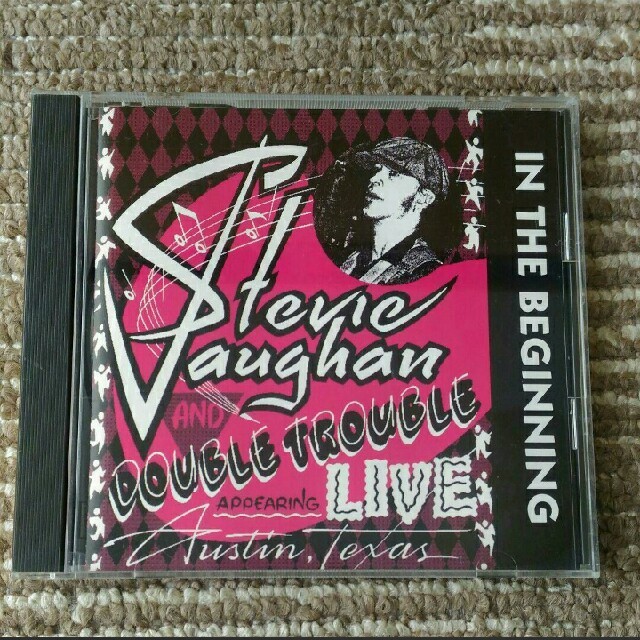 Stevie
Vaughan
AND
DOUBLE TROUBLE
APPEARING LIVE
Austin, Texas
IN THE BEGINNING